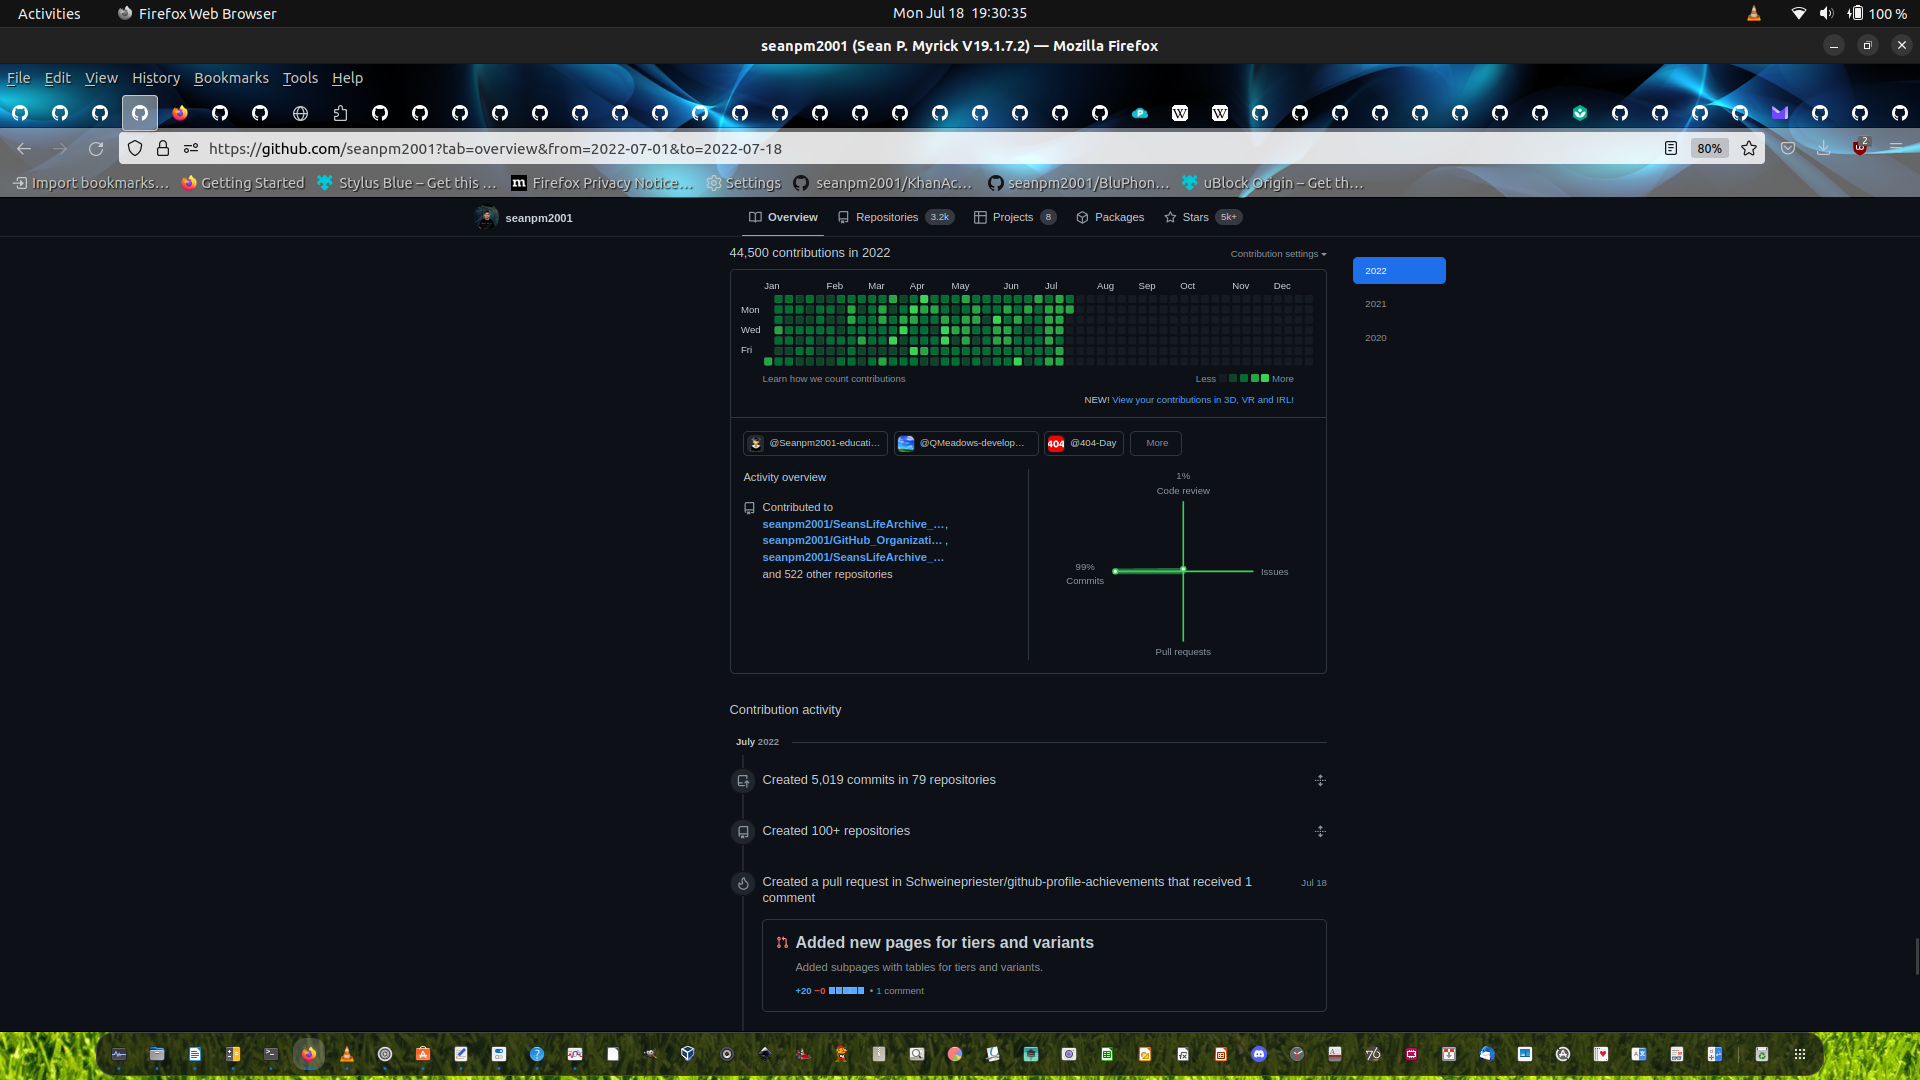 Activities
Firefox Web Browser
Mon Jul 18 19:30:35
100 %
seanpm2001 (Sean P. Myrick V19.1.7.2) — Mozilla Firefox
File Edit View History Bookmarks Tools Help
https://github.com/seanpm2001?tab=overview&from=2022-07-01&to=2022-07-18
80%
2
Import bookmarks… Getting Started Stylus Blue – Get this … Firefox Privacy Notice… Settings seanpm2001/KhanAc… seanpm2001/BluPhon… uBlock Origin – Get th…
seanpm2001
Overview Repositories 3.2k Projects 8 Packages Stars 5k+
44,500 contributions in 2022
Contribution settings
2022
2021
2020
Jan Feb Mar Apr May Jun Jul Aug Sep Oct Nov Dec
Mon
Wed
Fri
Learn how we count contributions
Less More
NEW! View your contributions in 3D, VR and IRL!
@Seanpm2001-educati… @QMeadows-develop… 404 @404-Day More
Activity overview
Contributed to
seanpm2001/SeansLifeArchive_…,
seanpm2001/GitHub_Organizati… ,
seanpm2001/SeansLifeArchive_…
and 522 other repositories
1%
Code review
99%
Commits
Issues
Pull requests
Contribution activity
July 2022
Created 5,019 commits in 79 repositories
Created 100+ repositories
Created a pull request in Schweinepriester/github-profile-achievements that received 1
comment
Jul 18
Added new pages for tiers and variants
Added subpages with tables for tiers and variants.
+20 −0 • 1 comment
76